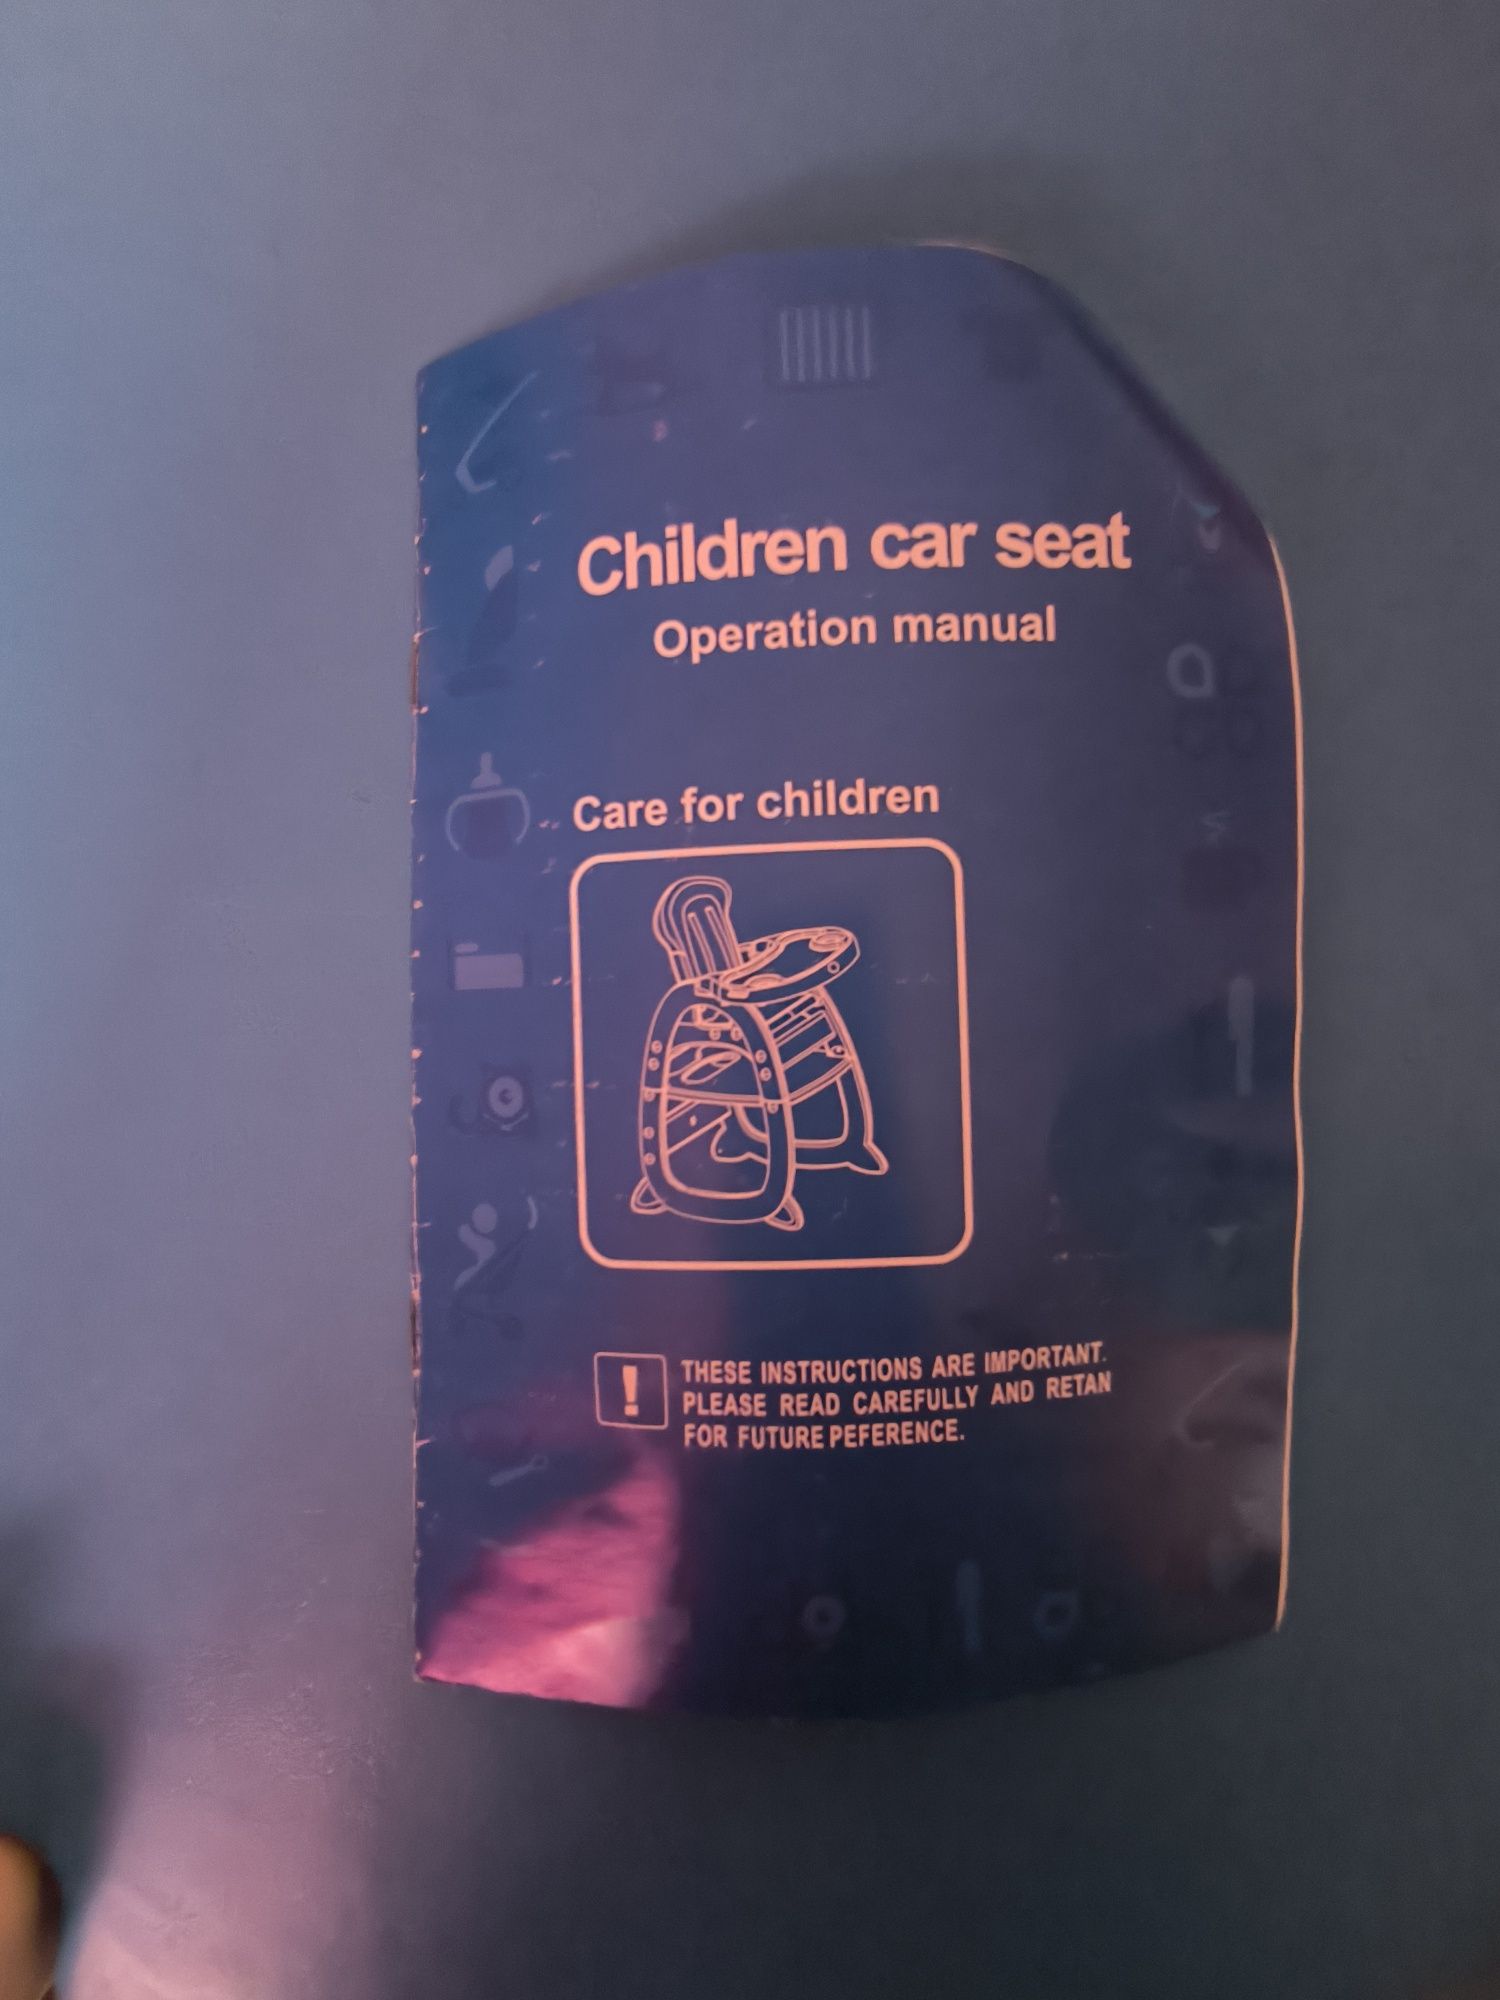 Children car seat
Operation manual
Care for children
!
THESE INSTRUCTIONS ARE IMPORTANT.
PLEASE READ CAREFULLY AND RETAN
FOR FUTURE PEFERENCE.